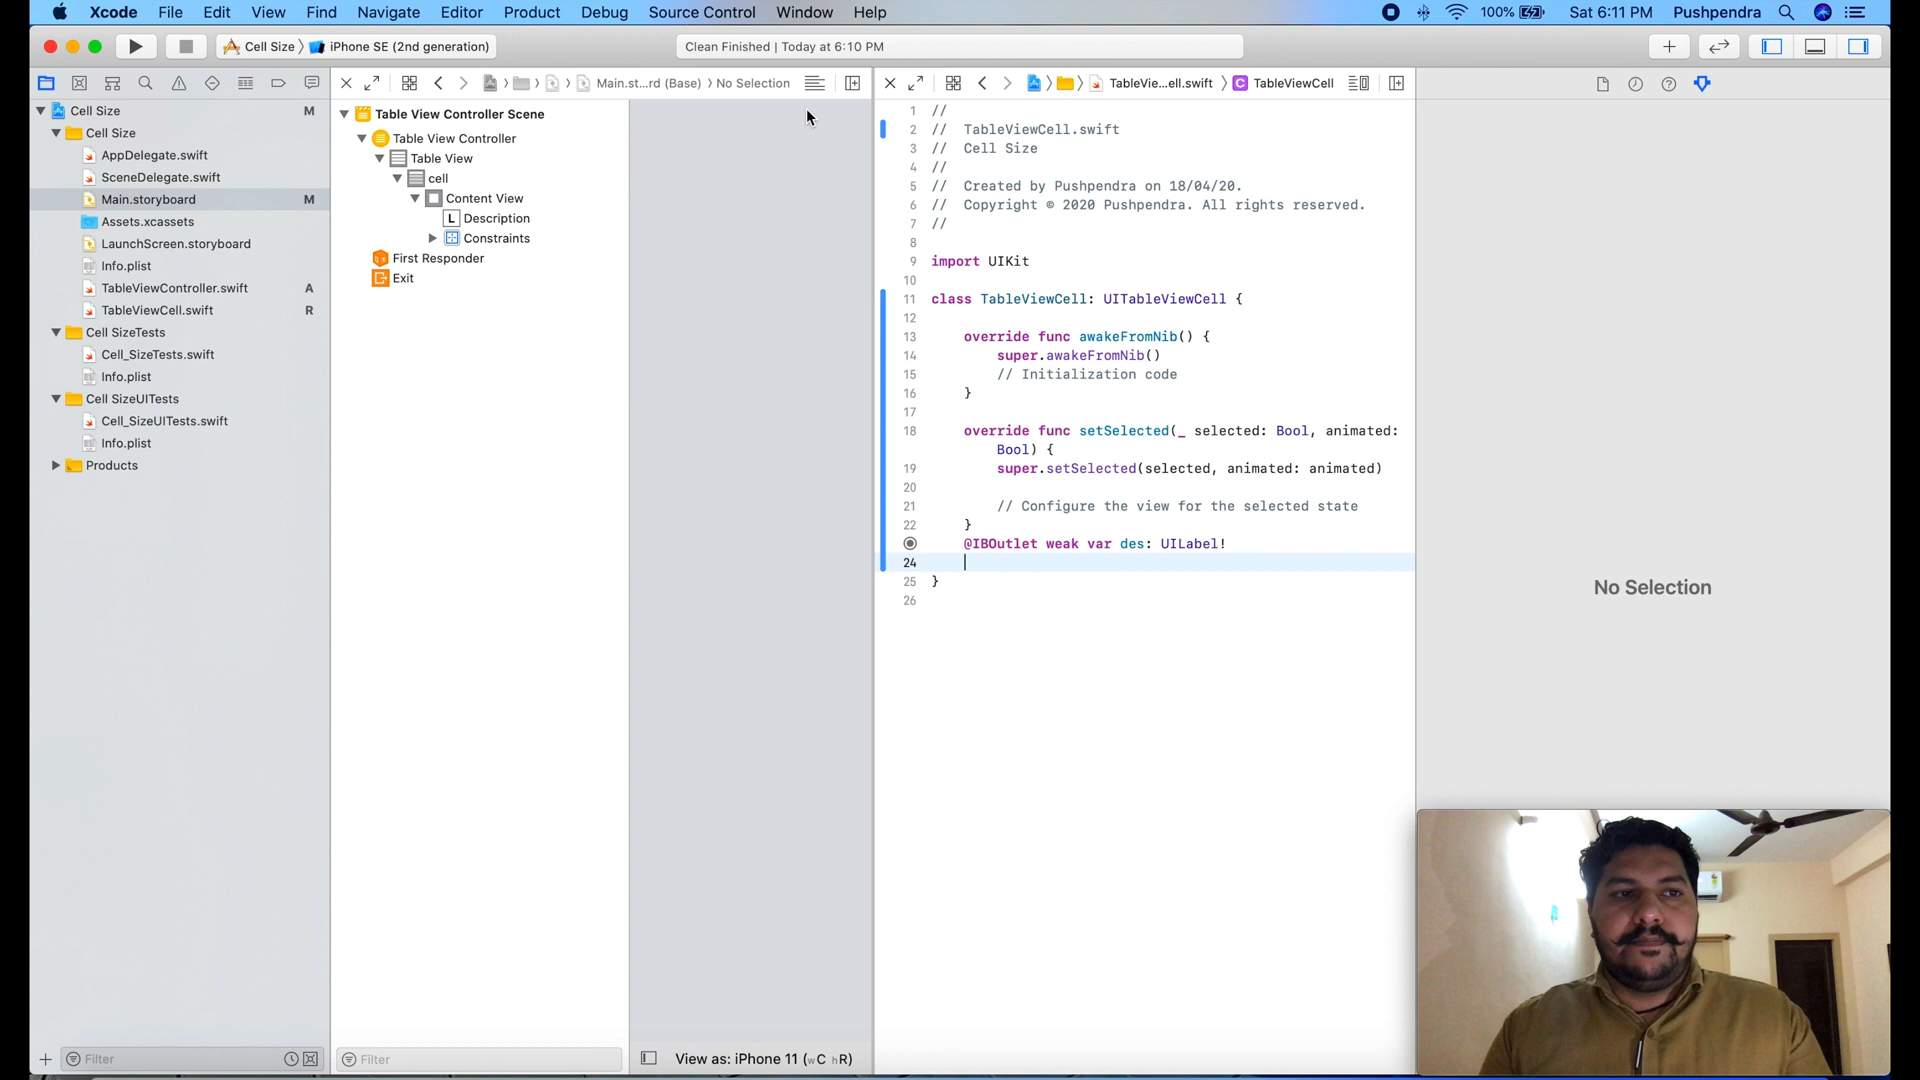 Xcode File Edit View Find Navigate Editor Product Debug Source Control Window Help 100% Sat 6:11 PM Pushpendra
Cell Size iPhone SE (2nd generation) Clean Finished | Today at 6:10 PM
Main.st...rd (Base) No Selection
TableVie...ell.swift TableViewCell
Cell Size M
Cell Size
AppDelegate.swift
SceneDelegate.swift
Main.storyboard M
Assets.xcassets
LaunchScreen.storyboard
Info.plist
TableViewController.swift A
TableViewCell.swift R
Cell SizeTests
Cell_SizeTests.swift
Info.plist
Cell SizeUITests
Cell_SizeUITests.swift
Info.plist
Products
Filter
Table View Controller Scene
Table View Controller
Table View
cell
Content View
L Description
Constraints
First Responder
Exit
Filter
View as: iPhone 11 (wC hR)
1 //
2 // TableViewCell.swift
3 // Cell Size
4 //
5 // Created by Pushpendra on 18/04/20.
6 // Copyright © 2020 Pushpendra. All rights reserved.
7 //
8
9 import UIKit
10
11 class TableViewCell: UITableViewCell {
12
13 override func awakeFromNib() {
14 super.awakeFromNib()
15 // Initialization code
16 }
17
18 override func setSelected(_ selected: Bool, animated:
Bool) {
19 super.setSelected(selected, animated: animated)
20
21 // Configure the view for the selected state
22 }
@IBOutlet weak var des: UILabel!
24
25 }
26
No Selection